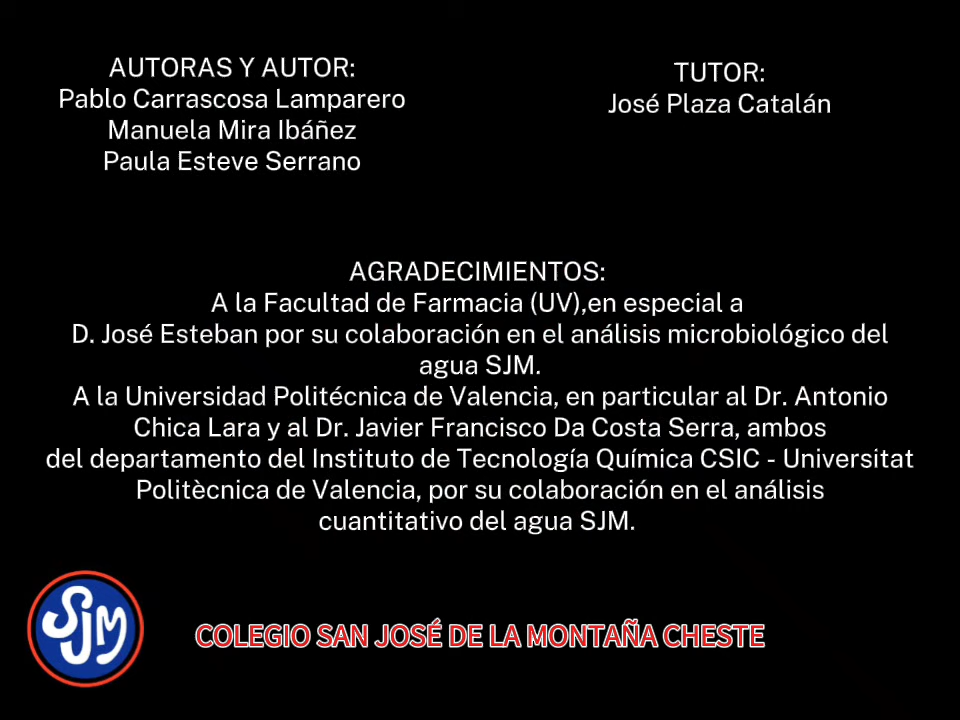 AUTORAS Y AUTOR:
Pablo Carrascosa Lamparero
Manuela Mira Ibáñez
Paula Esteve Serrano
TUTOR:
José Plaza Catalán
AGRADECIMIENTOS:
A la Facultad de Farmacia (UV),en especial a
D. José Esteban por su colaboración en el análisis microbiológico del
agua SJM.
A la Universidad Politécnica de Valencia, en particular al Dr. Antonio
Chica Lara y al Dr. Javier Francisco Da Costa Serra, ambos
del departamento del Instituto de Tecnología Química CSIC - Universitat
Politècnica de Valencia, por su colaboración en el análisis
cuantitativo del agua SJM.
SJM
COLEGIO SAN JOSÉ DE LA MONTAÑA CHESTE